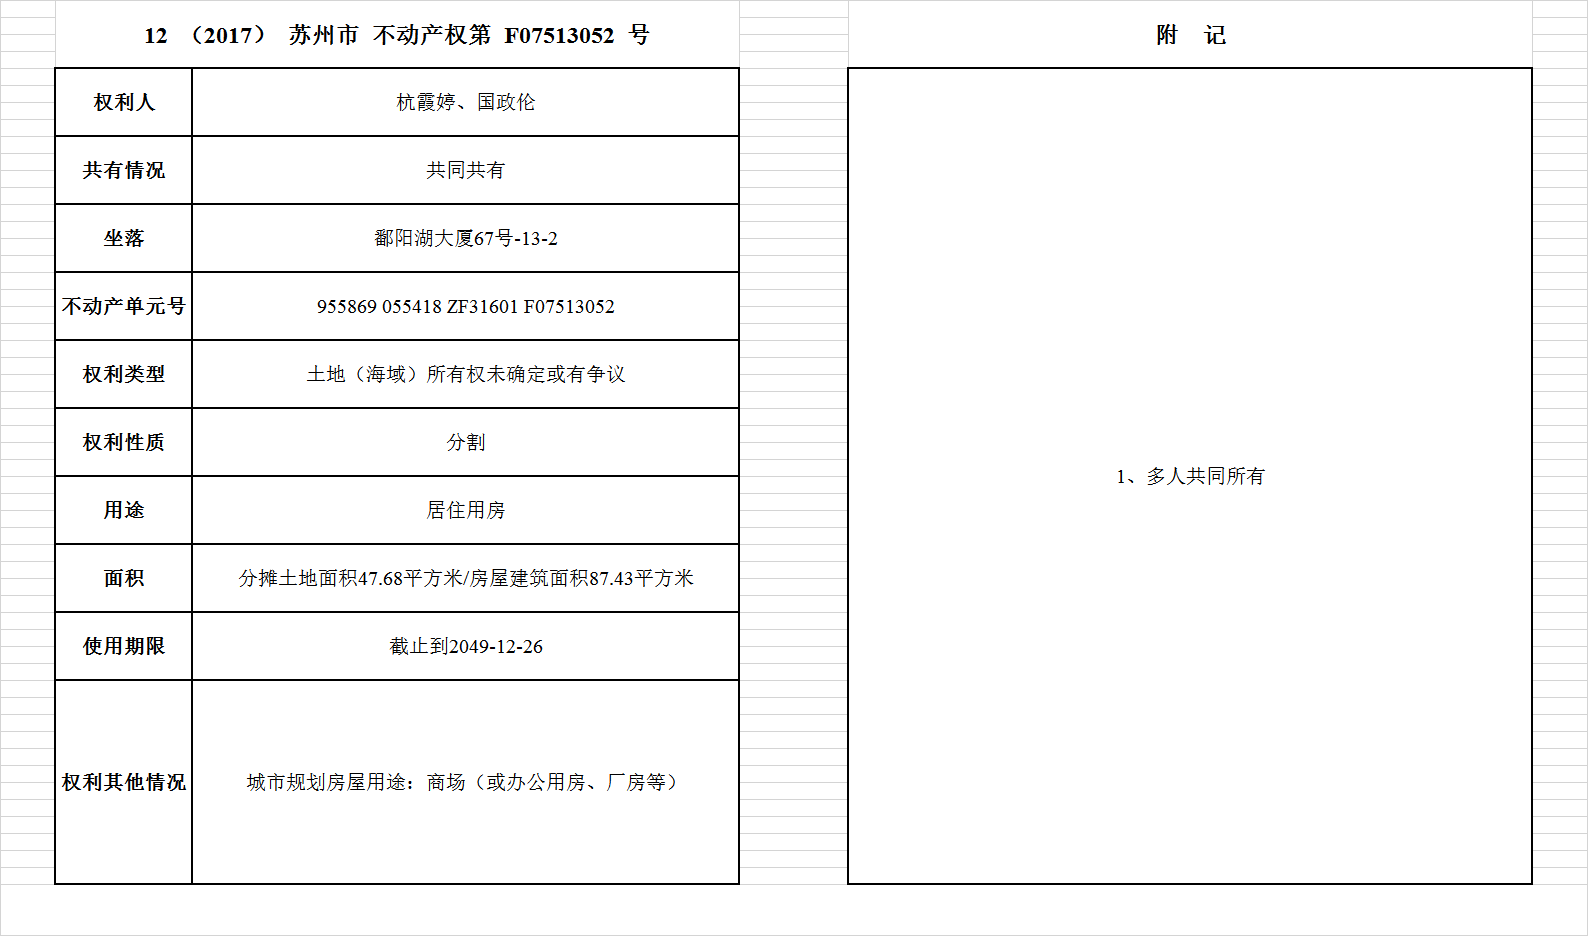 12 （2017） 苏州市 不动产权第 F07513052 号
权利人 杭霞婷、国政伦
共有情况 共同共有
坐落 鄱阳湖大厦67号-13-2
不动产单元号 955869 055418 ZF31601 F07513052
权利类型 土地（海域）所有权未确定或有争议
权利性质 分割
用途 居住用房
面积 分摊土地面积47.68平方米/房屋建筑面积87.43平方米
使用期限 截止到2049-12-26
权利其他情况 城市规划房屋用途：商场（或办公用房、厂房等）
附 记
1、多人共同所有